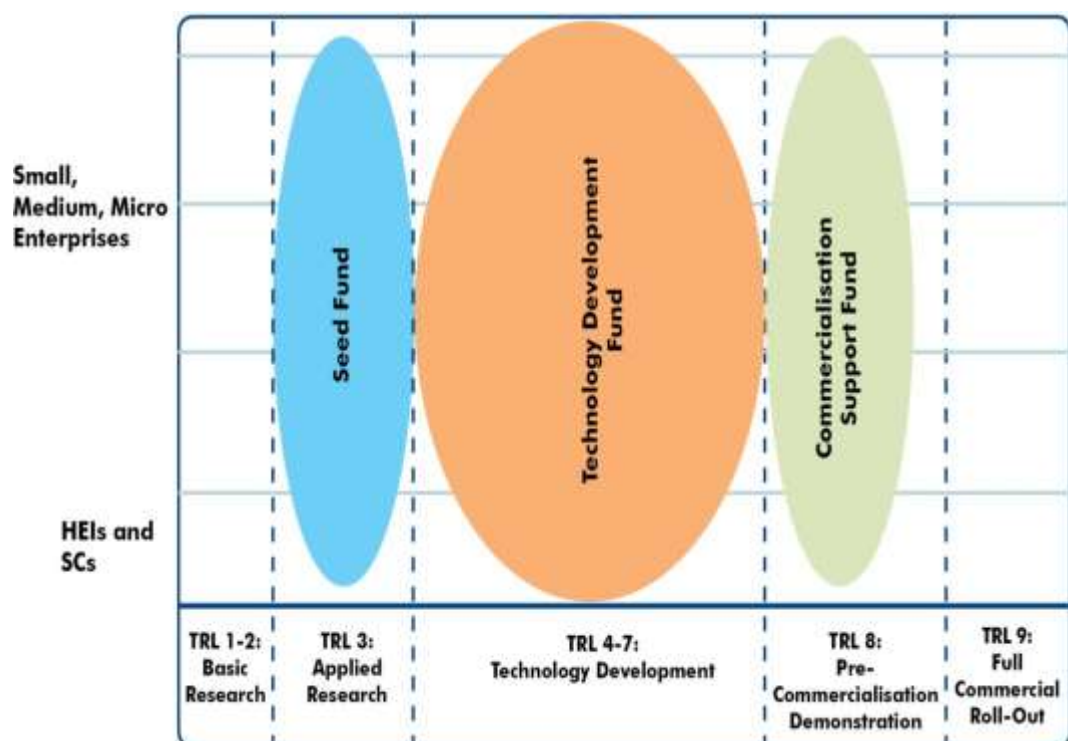 Small,
Medium, Micro
Enterprises
HEIs and
SCs
Seed Fund
Technology Development
Fund
Commercialisation
Support Fund
TRL 1-2:
Basic
Research
TRL 3:
Applied
Research
TRL 4-7:
Technology Development
TRL 8:
Pre-
Commercialisation
Demonstration
TRL 9:
Full
Commercial
Roll-Out